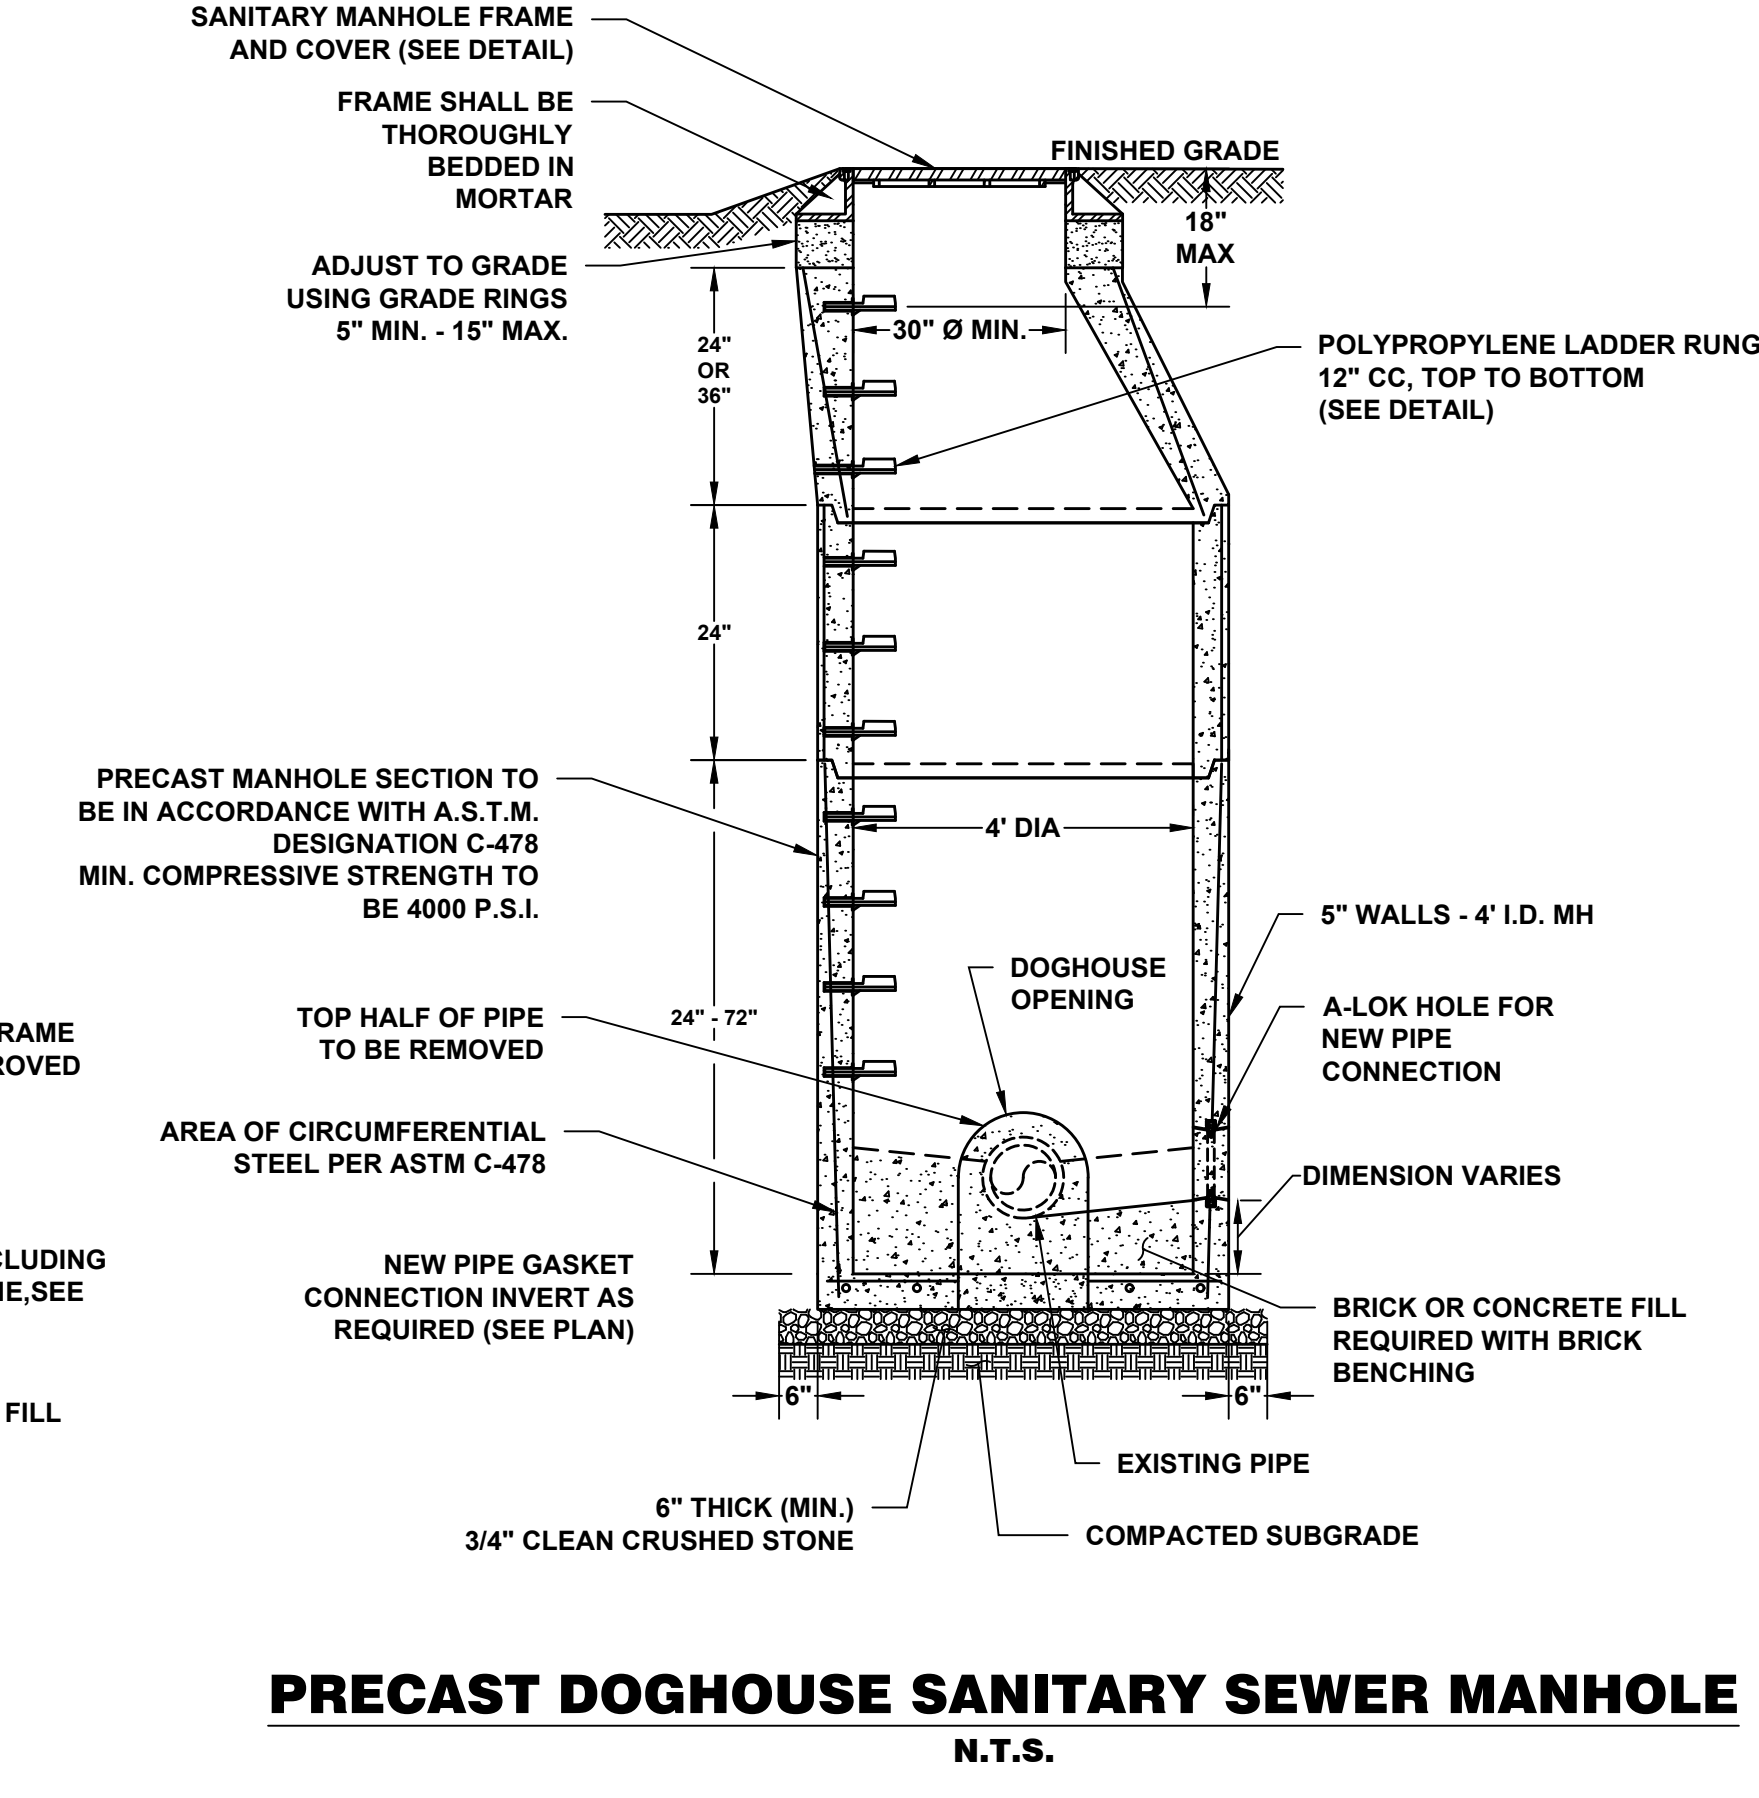 SANITARY MANHOLE FRAME
AND COVER (SEE DETAIL)
FRAME SHALL BE
THOROUGHLY
BEDDED IN
MORTAR
FINISHED GRADE
18"
MAX
ADJUST TO GRADE
USING GRADE RINGS
5" MIN. - 15" MAX.
24"
OR
36"
30" Ø MIN.
POLYPROPYLENE LADDER RUNG
12" CC, TOP TO BOTTOM
(SEE DETAIL)
24"
PRECAST MANHOLE SECTION TO
BE IN ACCORDANCE WITH A.S.T.M.
DESIGNATION C-478
MIN. COMPRESSIVE STRENGTH TO
BE 4000 P.S.I.
4' DIA
5" WALLS - 4' I.D. MH
DOGHOUSE
OPENING
A-LOK HOLE FOR
NEW PIPE
CONNECTION
RAME
ROVED
TOP HALF OF PIPE
TO BE REMOVED
24" - 72"
AREA OF CIRCUMFERENTIAL
STEEL PER ASTM C-478
DIMENSION VARIES
CLUDING
IE,SEE
NEW PIPE GASKET
CONNECTION INVERT AS
REQUIRED (SEE PLAN)
BRICK OR CONCRETE FILL
REQUIRED WITH BRICK
BENCHING
FILL
6"
6"
EXISTING PIPE
6" THICK (MIN.)
3/4" CLEAN CRUSHED STONE
COMPACTED SUBGRADE
PRECAST DOGHOUSE SANITARY SEWER MANHOLE
N.T.S.